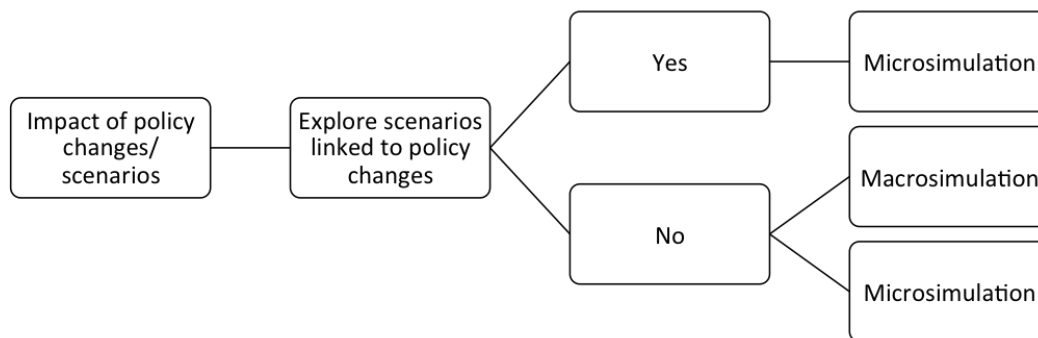 Impact of policy
changes/
scenarios
Explore scenarios
linked to policy
changes
Yes
Microsimulation
No
Macrosimulation
Microsimulation